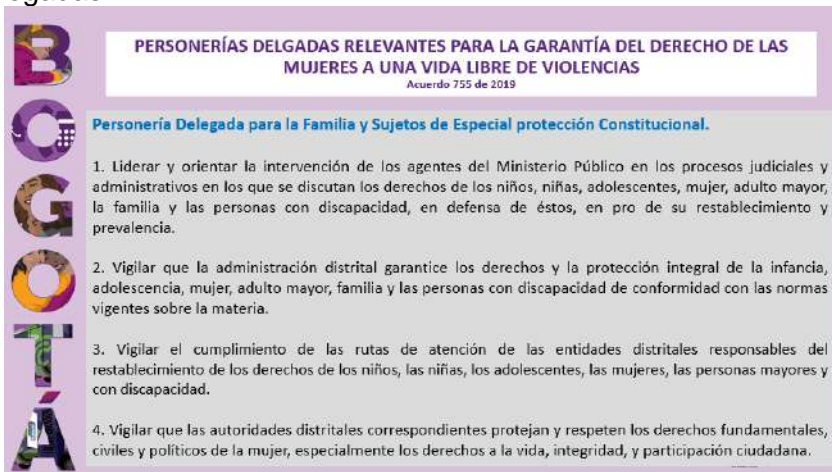 PERSONERÍAS DELGADAS RELEVANTES PARA LA GARANTÍA DEL DERECHO DE LAS
MUJERES A UNA VIDA LIBRE DE VIOLENCIAS
Acuerdo 755 de 2019
BOGOTÁ
Personería Delegada para la Familia y Sujetos de Especial protección Constitucional.
1. Liderar y orientar la intervención de los agentes del Ministerio Público en los procesos judiciales y
administrativos en los que se discutan los derechos de los niños, niñas, adolescentes, mujer, adulto mayor,
la familia y las personas con discapacidad, en defensa de éstos, en pro de su restablecimiento y
prevalencia.
2. Vigilar que la administración distrital garantice los derechos y la protección integral de la infancia,
adolescencia, mujer, adulto mayor, familia y las personas con discapacidad de conformidad con las normas
vigentes sobre la materia.
3. Vigilar el cumplimiento de las rutas de atención de las entidades distritales responsables del
restablecimiento de los derechos de los niños, las niñas, los adolescentes, las mujeres, las personas mayores y
con discapacidad.
4. Vigilar que las autoridades distritales correspondientes protejan y respeten los derechos fundamentales,
civiles y políticos de la mujer, especialmente los derechos a la vida, integridad, y participación ciudadana.